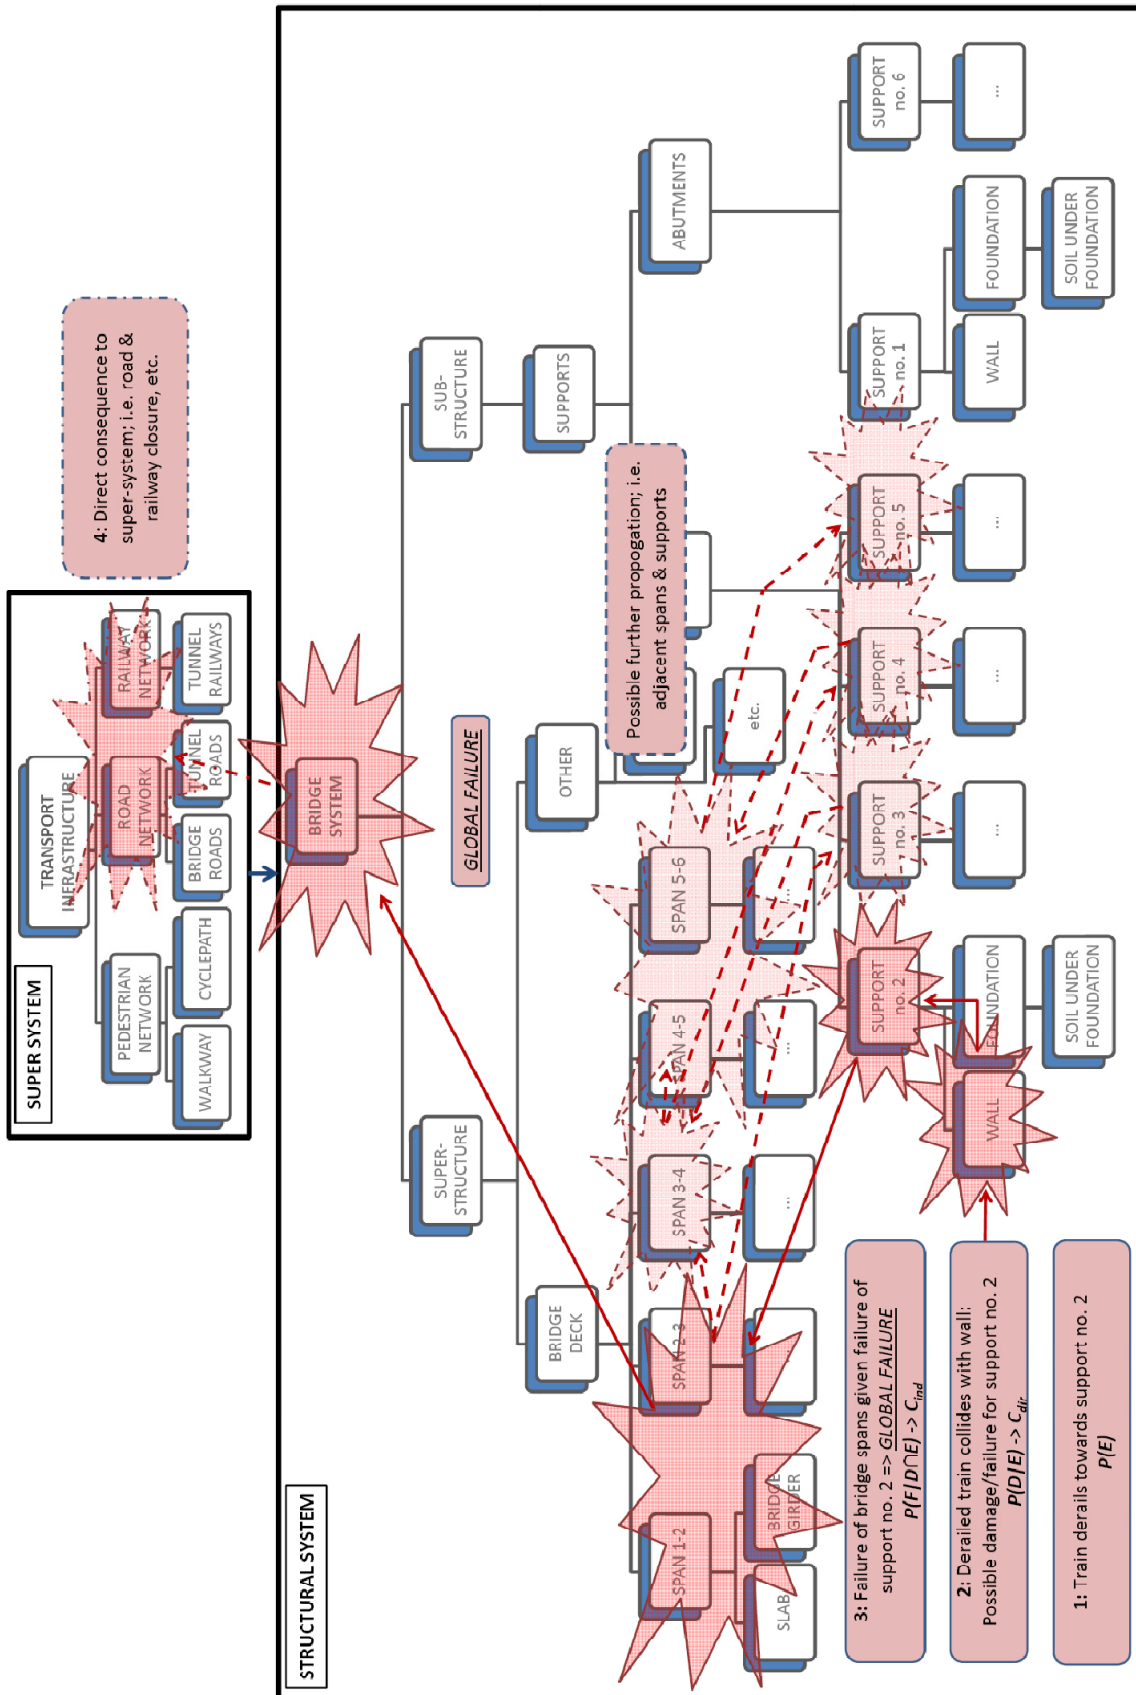 SUPER SYSTEM
TRANSPORT
INFRASTRUCTURE
PEDESTRIAN
NETWORK
ROAD
NETWORK
RAILWAY
NETWORK
WALKWAY
CYCLEPATH
BRIDGE
ROADS
TUNNEL
ROADS
TUNNEL
RAILWAYS
4: Direct consequence to
super-system; i.e. road &
railway closure, etc.
STRUCTURAL SYSTEM
BRIDGE
SYSTEM
GLOBAL FAILURE
SUPER-
STRUCTURE
SUB-
STRUCTURE
BRIDGE
DECK
OTHER
SUPPORTS
Possible further propogation; i.e.
adjacent spans & supports
SPAN 1-2
SPAN 2-3
SPAN 3-4
SPAN 4-5
SPAN 5-6
ABUTMENTS
SLAB
BRIDGE
GIRDER
...
...
...
etc.
SUPPORT
no. 2
SUPPORT
no. 3
SUPPORT
no. 4
SUPPORT
no. 5
SUPPORT
no. 1
SUPPORT
no. 6
WALL
FOUNDATION
...
...
...
WALL
FOUNDATION
...
SOIL UNDER
FOUNDATION
SOIL UNDER
FOUNDATION
3: Failure of bridge spans given failure of
support no. 2 => GLOBAL FAILURE
P(F|D∩E) -> Cind
2: Derailed train collides with wall:
Possible damage/failure for support no. 2
P(D|E) -> Cdir
1: Train derails towards support no. 2
P(E)